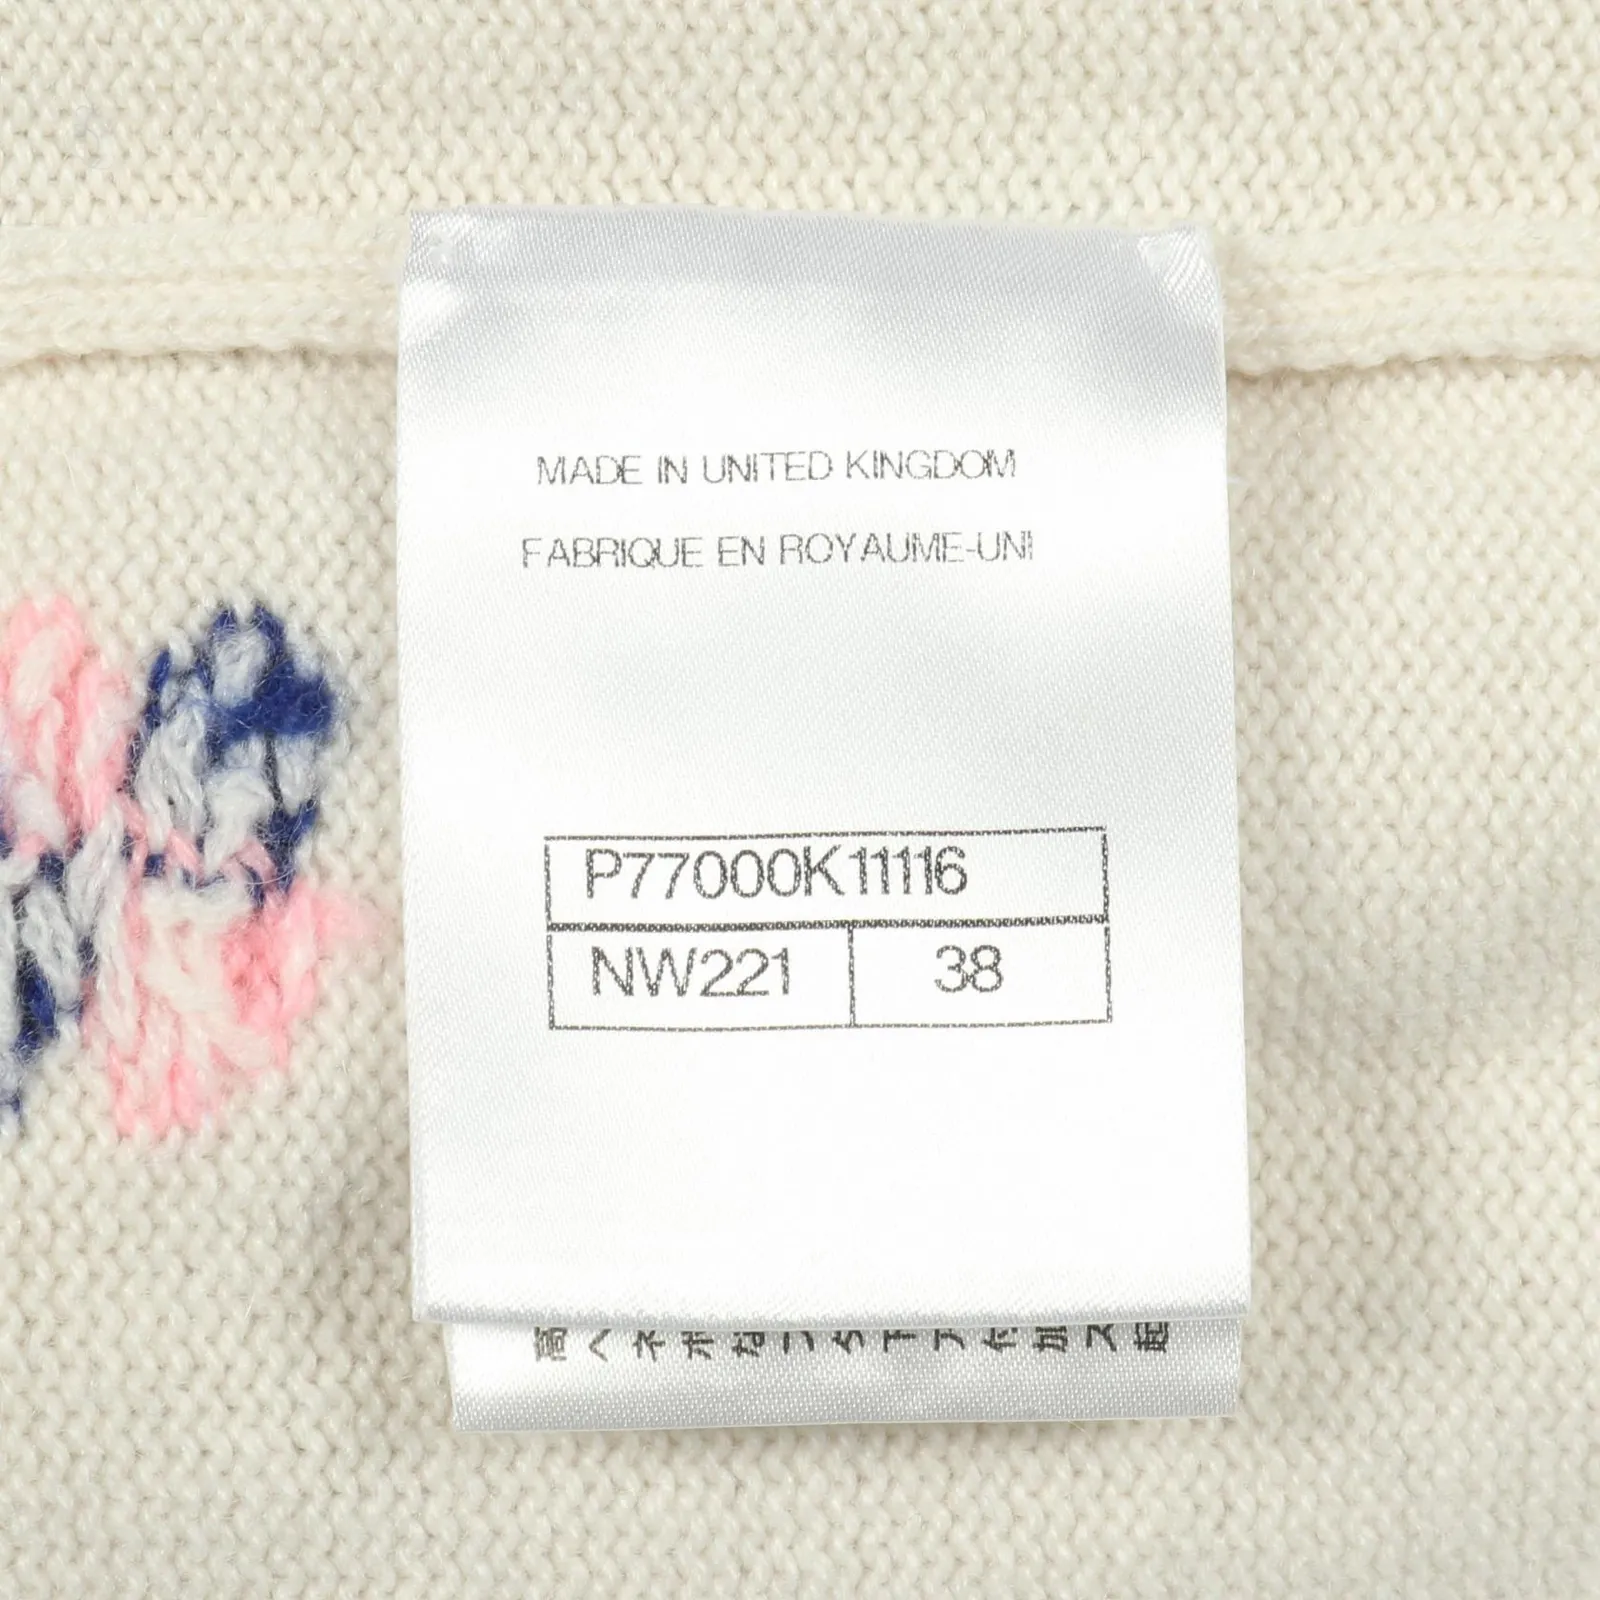 MADE IN UNITED KINGDOM
FABRIQUE EN ROYAUME-UNI
P77000K11116
NW221
38